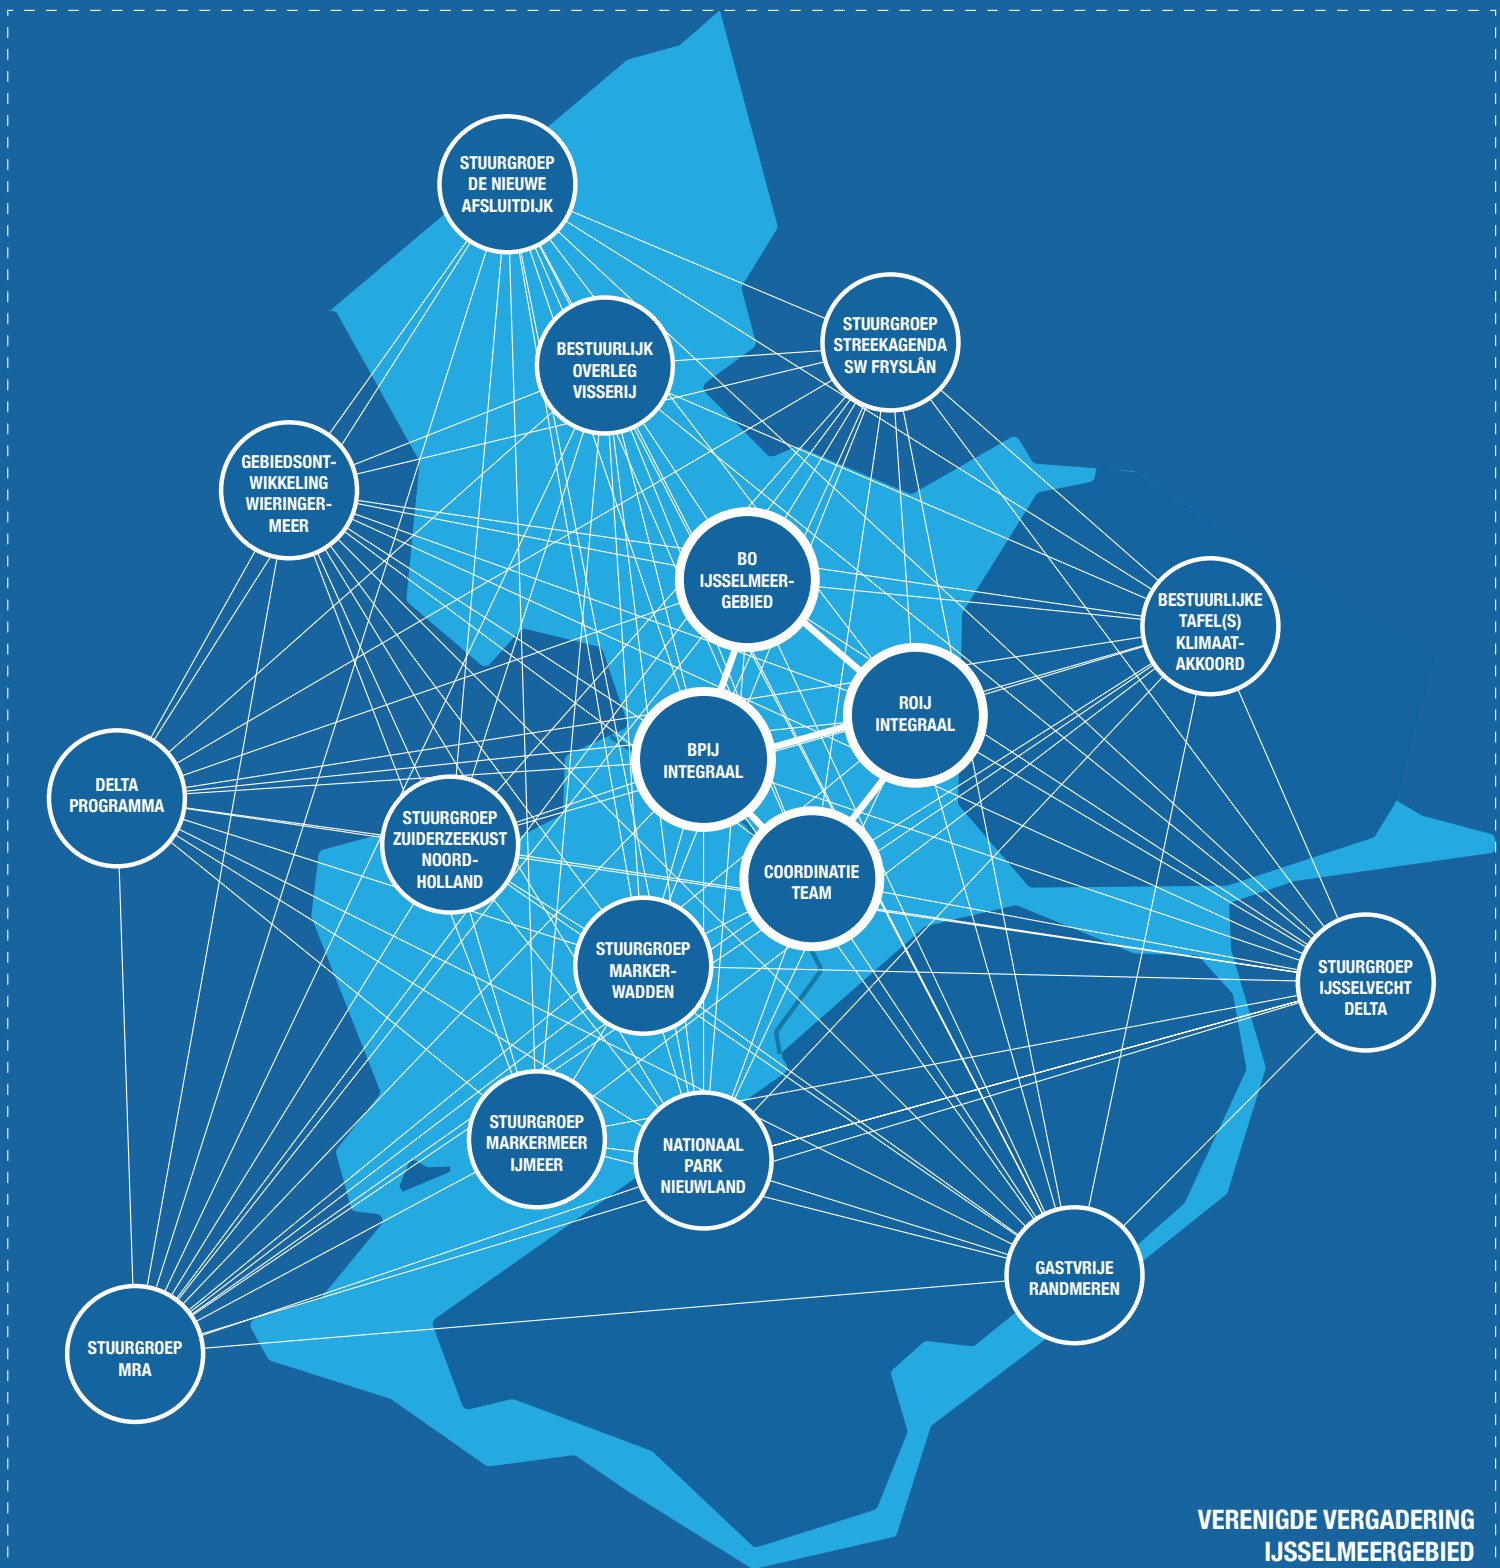 STUURGROEP
DE NIEUWE
AFSLUITDIJK
STUURGROEP
STREEKAGENDA
SW FRYSLÂN
BESTUURLIJK
OVERLEG
VISSERIJ
GEBIEDSONT-
WIKKELING
WIERINGER-
MEER
BO
IJSSELMEER-
GEBIED
BESTUURLIJKE
TAFEL(S)
KLIMAAT-
AKKOORD
ROIJ
INTEGRAAL
BPIJ
INTEGRAAL
DELTA
PROGRAMMA
STUURGROEP
ZUIDERZEEKUST
NOORD-
HOLLAND
COORDINATIE
TEAM
STUURGROEP
MARKER-
WADDEN
STUURGROEP
IJSSELVECHT
DELTA
STUURGROEP
MARKERMEER
IJMEER
NATIONAAL
PARK
NIEUWLAND
GASTVRIJE
RANDMEREN
STUURGROEP
MRA
VERENIGDE VERGADERING
IJSSELMEERGEBIED